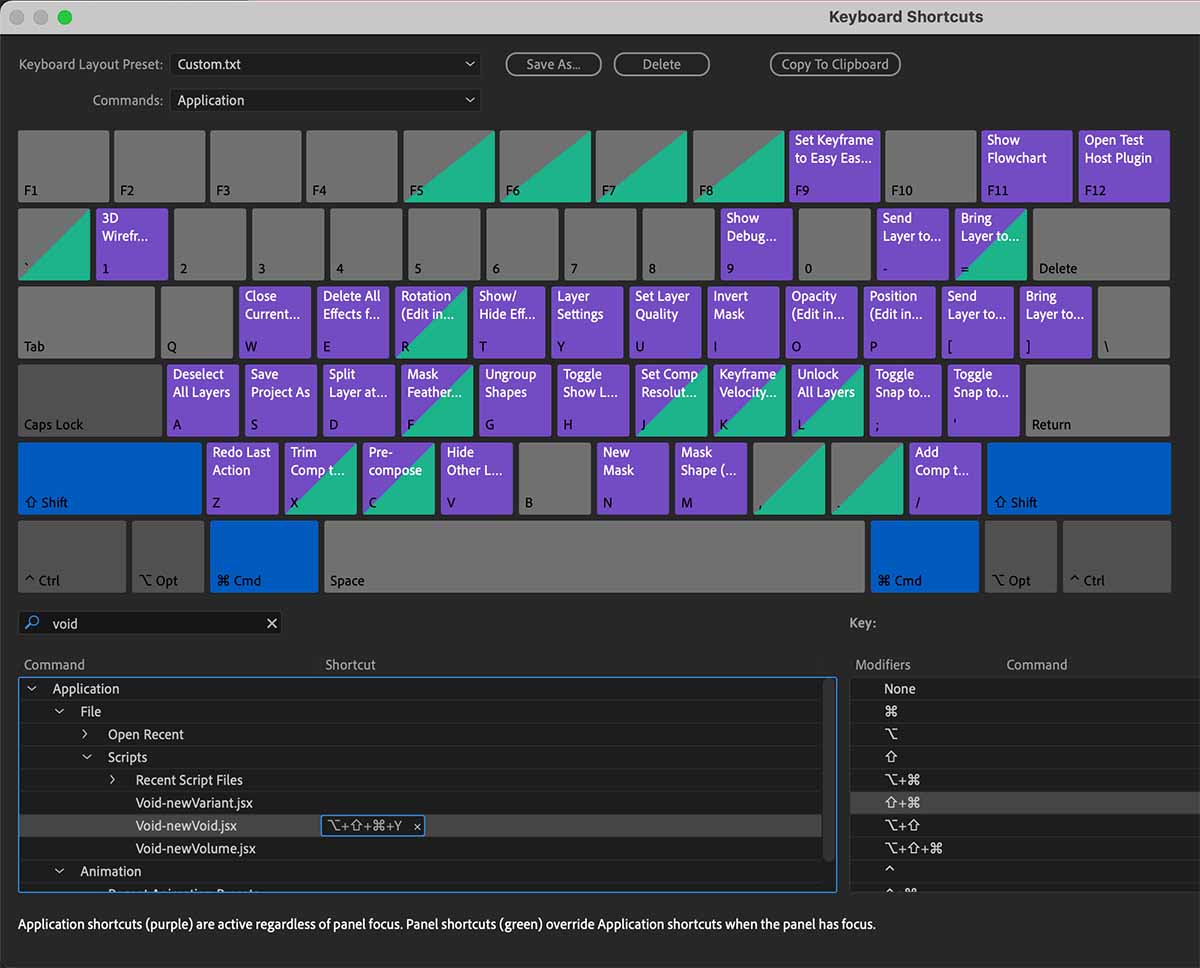 Keyboard Shortcuts
Keyboard Layout Preset: Custom.txt Save As... Delete Copy To Clipboard
Commands: Application
F1
F2
F3
F4
F5
F6
F7
F8
Set Keyframe
to Easy Eas...
F9
F10
Show
Flowchart
F11
Open Test
Host Plugin
F12
`
3D
Wirefr...
1
2
3
4
5
6
7
8
Show
Debug...
9
0
Send
Layer to...
-
Bring
Layer to...
=
Delete
Tab
Q
Close
Current...
W
Delete All
Effects f...
E
Rotation
(Edit in...
R
Show/
Hide Eff...
T
Layer
Settings
Y
Set Layer
Quality
U
Invert
Mask
I
Opacity
(Edit in...
O
Position
(Edit in...
P
Send
Layer to...
[
Bring
Layer to...
]
\
Caps Lock
Deselect
All Layers
A
Save
Project As
S
Split
Layer at...
D
Mask
Feather...
F
Ungroup
Shapes
G
Toggle
Show L...
H
Set Comp
Resolut...
J
Keyframe
Velocity...
K
Unlock
All Layers
L
Toggle
Snap to...
;
Toggle
Snap to...
'
Return
⇧ Shift
Redo Last
Action
Z
Trim
Comp t...
X
Pre-
compose
C
Hide
Other L...
V
B
New
Mask
N
Mask
Shape (...
M
,
.
Add
Comp t...
/
⇧ Shift
^ Ctrl
⌥ Opt
⌘ Cmd
Space
⌘ Cmd
⌥ Opt
^ Ctrl
void
Command Shortcut
Application
File
Open Recent
Scripts
Recent Script Files
Void-newVariant.jsx
Void-newVoid.jsx ⌥+⇧+⌘+Y ×
Void-newVolume.jsx
Animation
Recent Animation Presets
Key:
Modifiers Command
None
⌘
⌥
⇧
⌥+⌘
⇧+⌘
⌥+⇧
⌥+⇧+⌘
^
^+⌘
Application shortcuts (purple) are active regardless of panel focus. Panel shortcuts (green) override Application shortcuts when the panel has focus.